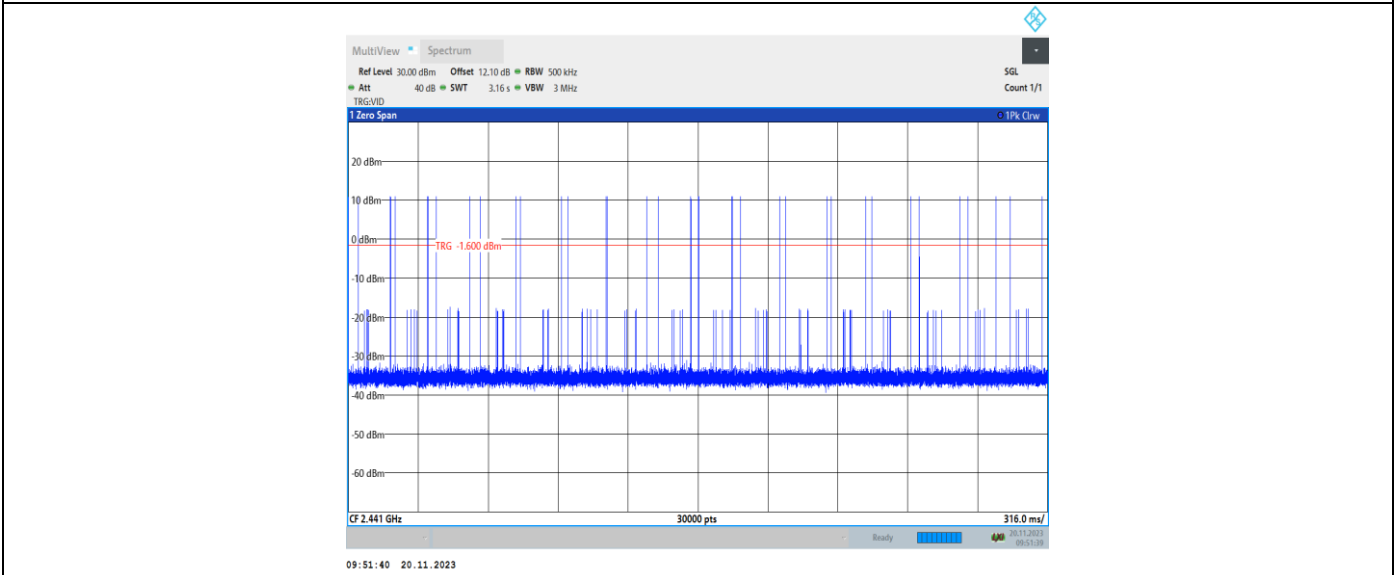 MultiView Spectrum
Ref Level 30.00 dBm Offset 12.10 dB RBW 500 kHz SGL
Att 40 dB SWT 3.16 s VBW 3 MHz Count 1/1
TRG:VID
1 Zero Span 1Pk Clrw
20 dBm
10 dBm
0 dBm
TRG -1.600 dBm
-10 dBm
-20 dBm
-30 dBm
-40 dBm
-50 dBm
-60 dBm
CF 2.441 GHz 30000 pts 316.0 ms/
Ready 20.11.2023
09:51:39
09:51:40 20.11.2023